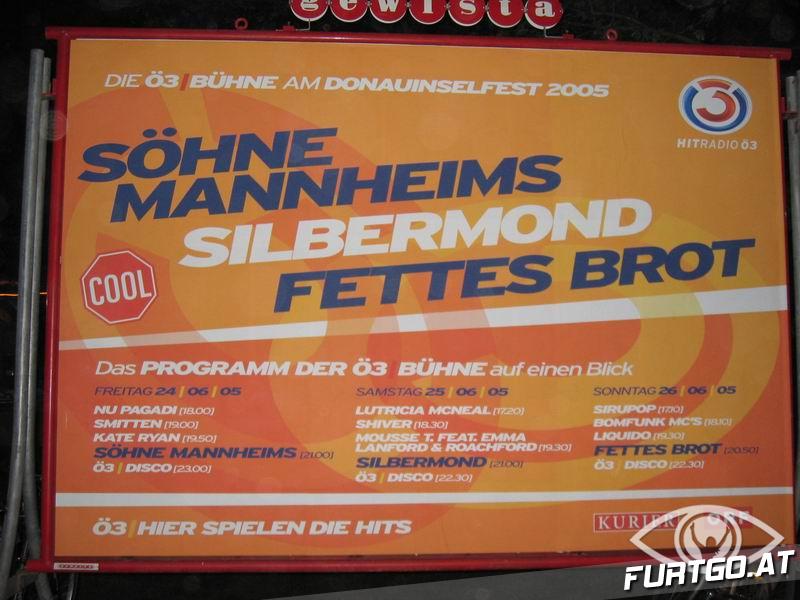 gewista
DIE Ö3 | BÜHNE AM DONAUINSELFEST 2005
3
HITRADIO Ö3
SÖHNE
MANNHEIMS
SILBERMOND
FETTES BROT
COOL
Das PROGRAMM DER Ö3 | BÜHNE auf einen Blick
FREITAG 24 | 06 | 05
NU PAGADI [18.00]
SMITTEN [19.00]
KATE RYAN [19.50]
SÖHNE MANNHEIMS [21.00]
Ö3 | DISCO [23.00]
SAMSTAG 25 | 06 | 05
LUTRICIA MCNEAL [17.20]
SHIVER [18.30]
MOUSSE T. FEAT. EMMA
LANFORD & ROACHFORD [19.30]
SILBERMOND [21.00]
Ö3 | DISCO [22.30]
SONNTAG 26 | 06 | 05
SIRUPOP [17.10]
BOMFUNK MC'S [18.10]
LIQUIDO [19.30]
FETTES BROT [20.50]
Ö3 | DISCO [22.30]
Ö3 | HIER SPIELEN DIE HITS
KURIER ORF
FURTGO.AT